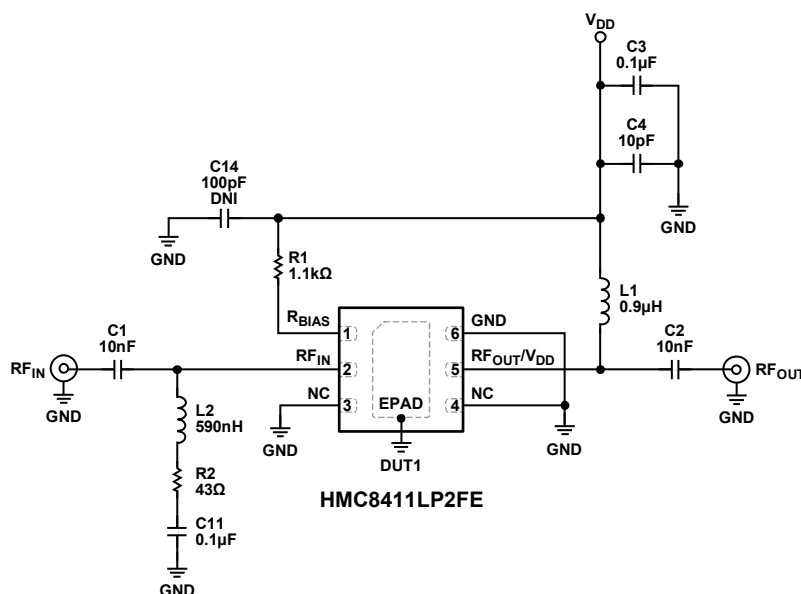 VDD
C3
0.1µF
C4
10pF
GND
C14
100pF
DNI
GND
R1
1.1kΩ
L1
0.9µH
RBIAS
1
6
GND
C1
10nF
RFIN
RFIN
2
5
RFOUT/VDD
C2
10nF
RFOUT
GND
NC
3
EPAD
4
NC
GND
L2
590nH
GND
GND
DUT1
R2
43Ω
HMC8411LP2FE
C11
0.1µF
GND